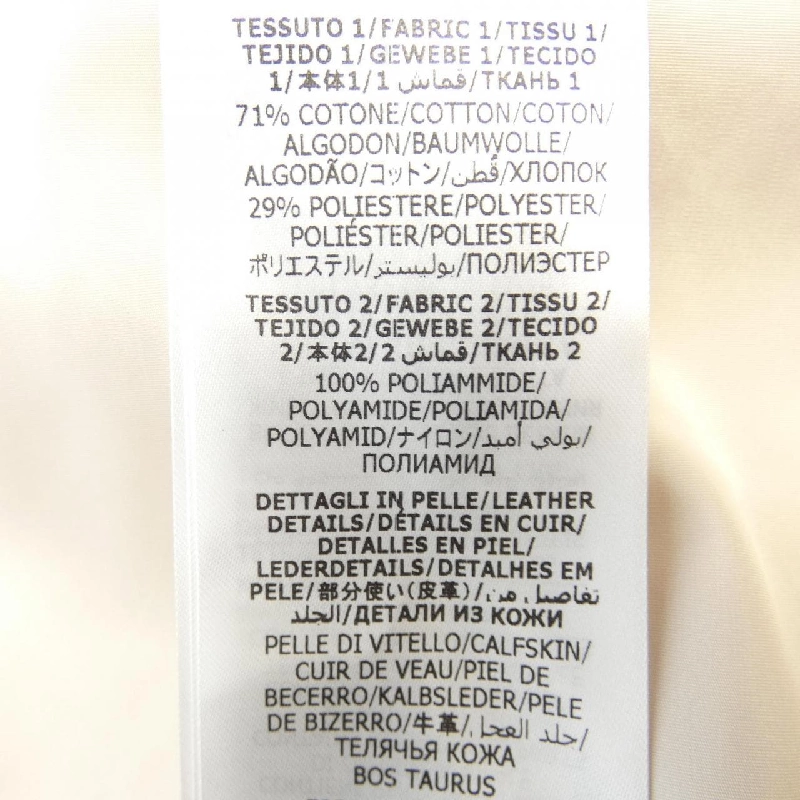 TESSUTO 1/FABRIC 1/TISSU 1/
TEJIDO 1/GEWEBE 1/TECIDO
1/本体1/1 قماش/ТКАНЬ 1
71% COTONE/COTTON/COTON/
ALGODON/BAUMWOLLE/
ALGODÃO/コットン/قُطن/ХЛОПОК
29% POLIESTERE/POLYESTER/
POLIÉSTER/POLIESTER/
ポリエステル/بوليستر/ПОЛИЭСТЕР
TESSUTO 2/FABRIC 2/TISSU 2/
TEJIDO 2/GEWEBE 2/TECIDO
2/本体2/2 قماش/ТКАНЬ 2
100% POLIAMMIDE/
POLYAMIDE/POLIAMIDA/
POLYAMID/ナイロン/بولي أميد/
ПОЛИАМИД
DETTAGLI IN PELLE/LEATHER
DETAILS/DÉTAILS EN CUIR/
DETALLES EN PIEL/
LEDERDETAILS/DETALHES EM
PELE/部分使い(皮革)/تفاصيل من
الجلد/ДЕТАЛИ ИЗ КОЖИ
PELLE DI VITELLO/CALFSKIN/
CUIR DE VEAU/PIEL DE
BECERRO/KALBSLEDER/PELE
DE BIZERRO/牛革/جلد العجل/
ТЕЛЯЧЬЯ КОЖА
BOS TAURUS